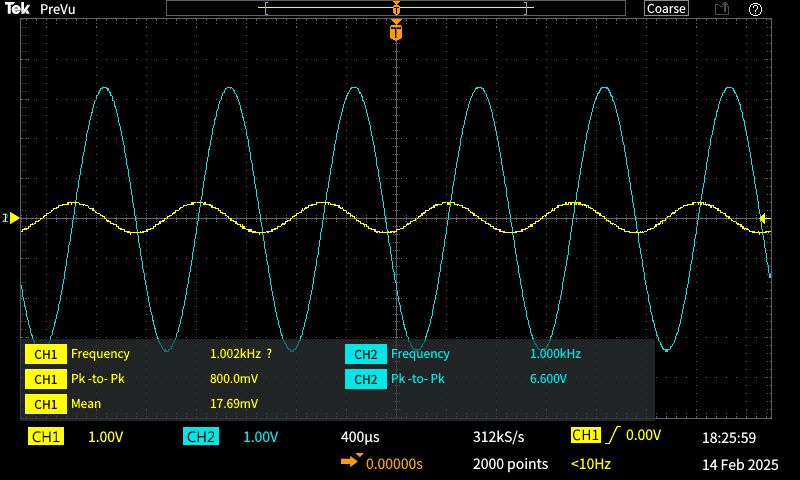 Tek PreVu Coarse
T
T
2
CH1 Frequency 1.002kHz ? CH2 Frequency 1.000kHz
CH1 Pk-to-Pk 800.0mV CH2 Pk-to-Pk 6.600V
CH1 Mean 17.69mV
CH1 1.00V CH2 1.00V 400µs 312kS/s CH1 0.00V 18:25:59
0.00000s 2000 points <10Hz 14 Feb 2025